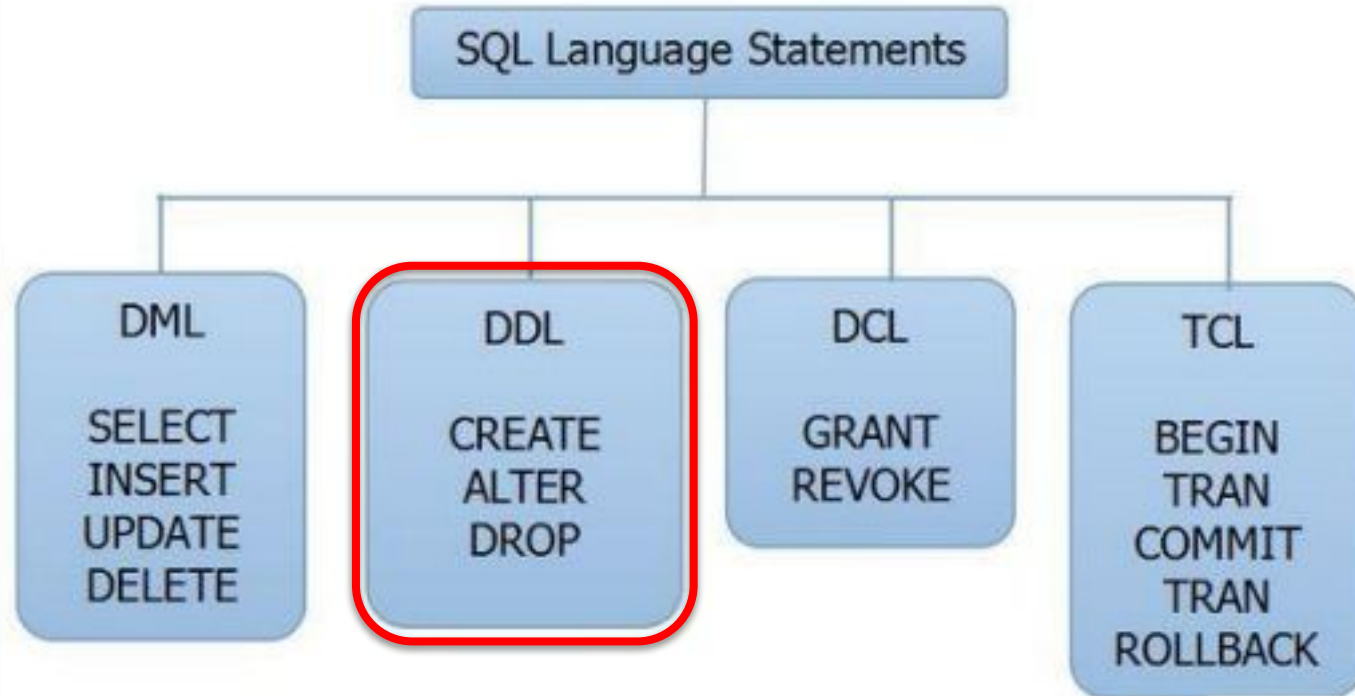 SQL Language Statements
DML
SELECT
INSERT
UPDATE
DELETE
DDL
CREATE
ALTER
DROP
DCL
GRANT
REVOKE
TCL
BEGIN
TRAN
COMMIT
TRAN
ROLLBACK